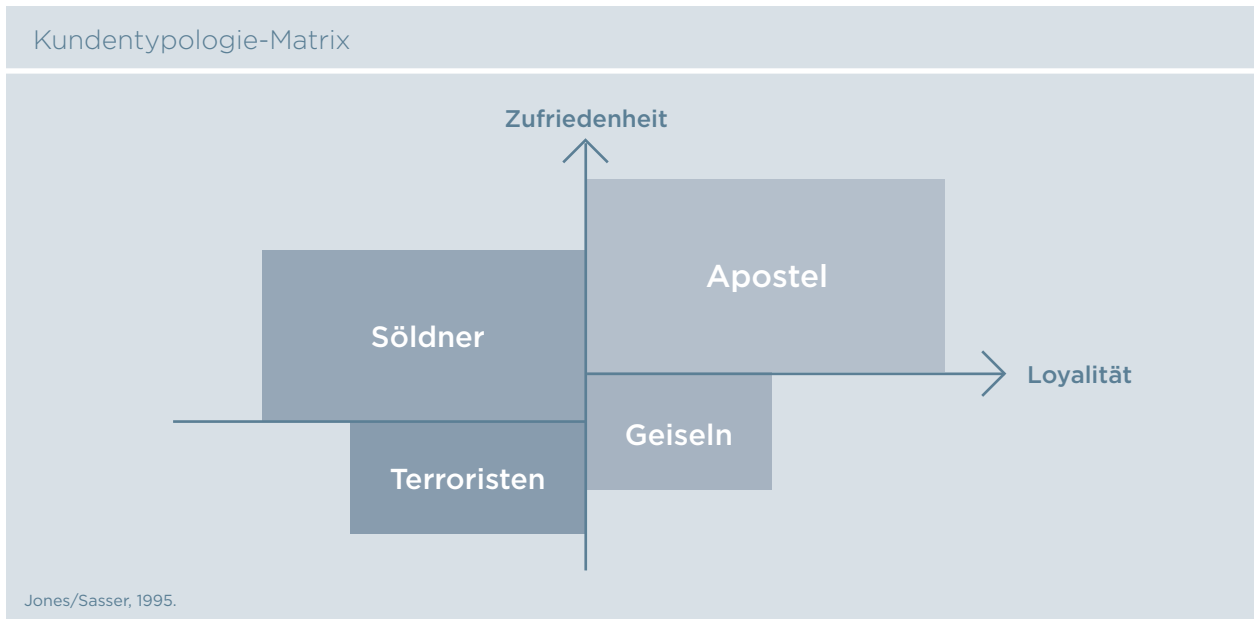 Kundentypologie-Matrix
Zufriedenheit
Apostel
Söldner
Loyalität
Geiseln
Terroristen
Jones/Sasser, 1995.